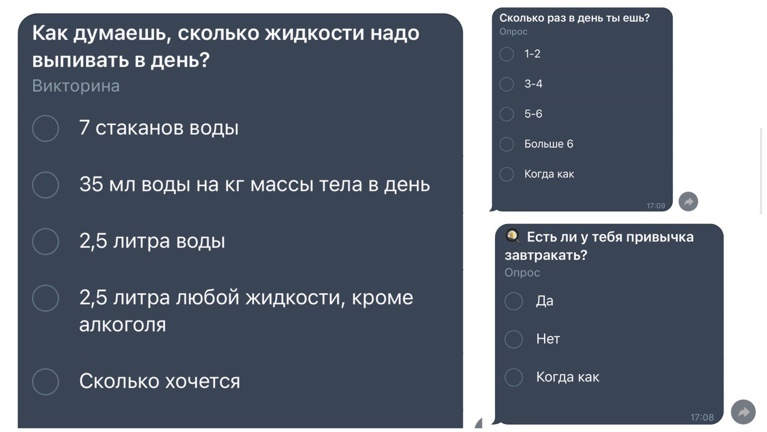 Как думаешь, сколько жидкости надо
выпивать в день?
Викторина
7 стаканов воды
35 мл воды на кг массы тела в день
2,5 литра воды
2,5 литра любой жидкости, кроме
алкоголя
Сколько хочется
Сколько раз в день ты ешь?
Опрос
1-2
3-4
5-6
Больше 6
Когда как
17:09
Есть ли у тебя привычка
завтракать?
Опрос
Да
Нет
Когда как
17:08